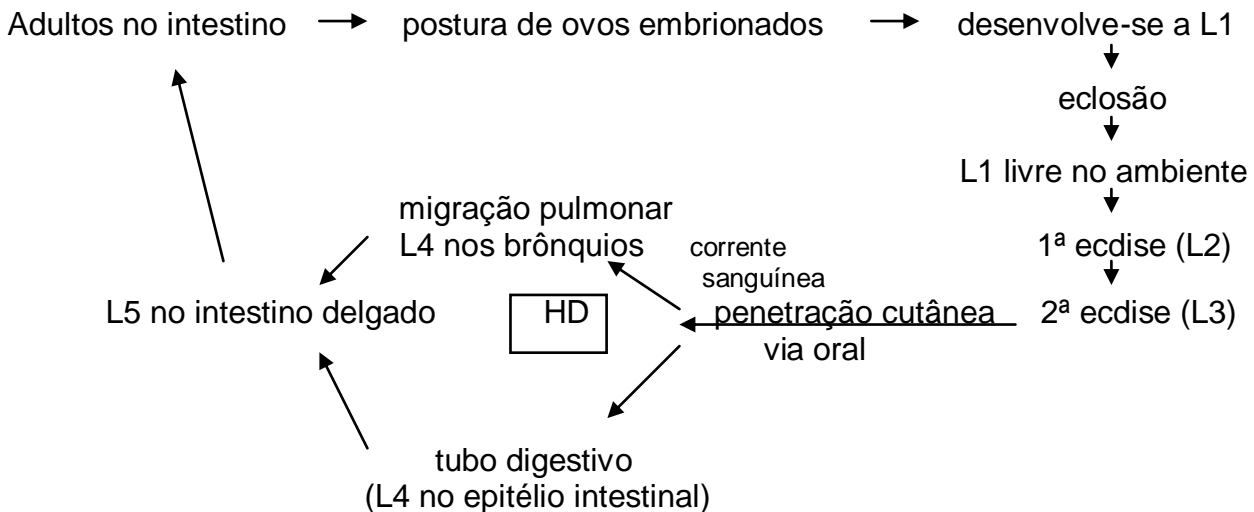 Adultos no intestino postura de ovos embrionados desenvolve-se a L1
eclosão
L1 livre no ambiente
migração pulmonar
L4 nos brônquios corrente 1ª ecdise (L2)
sanguínea
L5 no intestino delgado HD penetração cutânea 2ª ecdise (L3)
via oral
tubo digestivo
(L4 no epitélio intestinal)